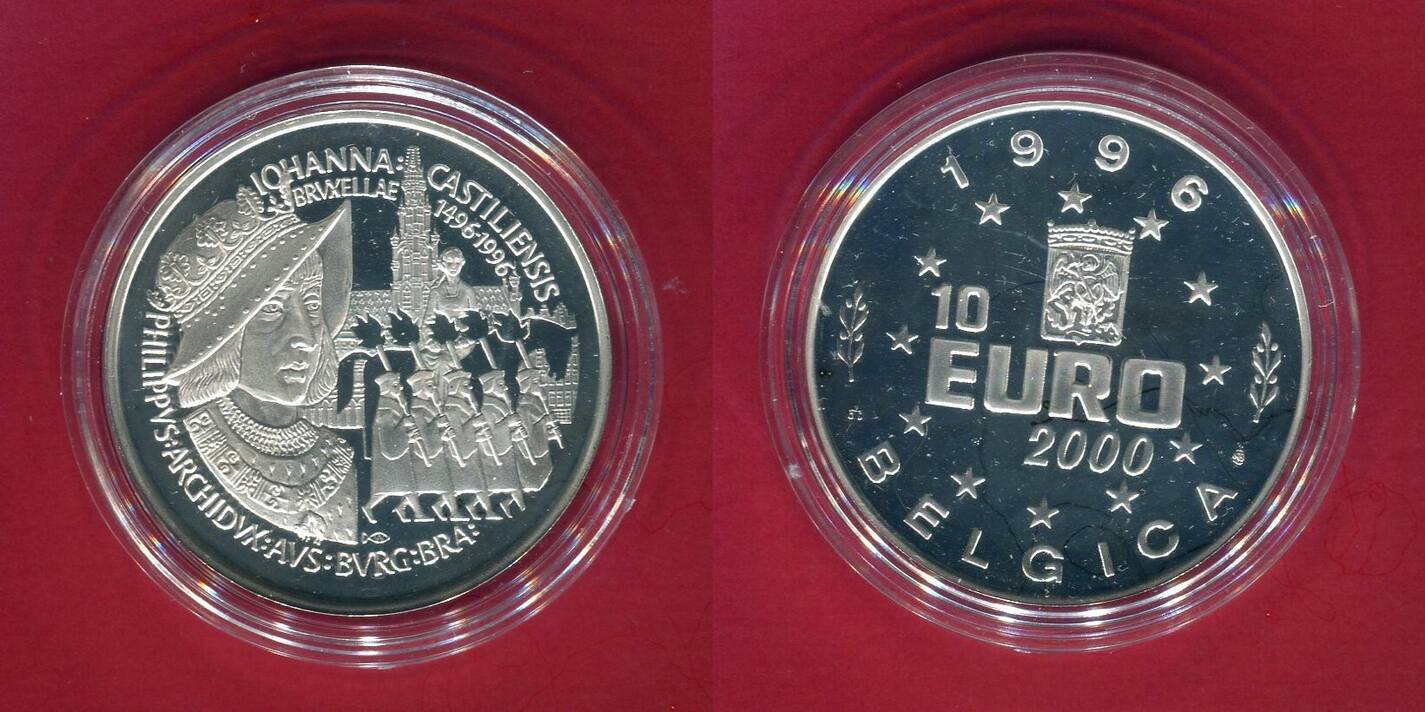 IOHANNA: CASTILIENSIS
BRVXELLAE 1496-1996
PHILIPPVS:ARCHIDVX:AVS:BVRG:BRA:
1996
10
EURO
2000
BELGICA